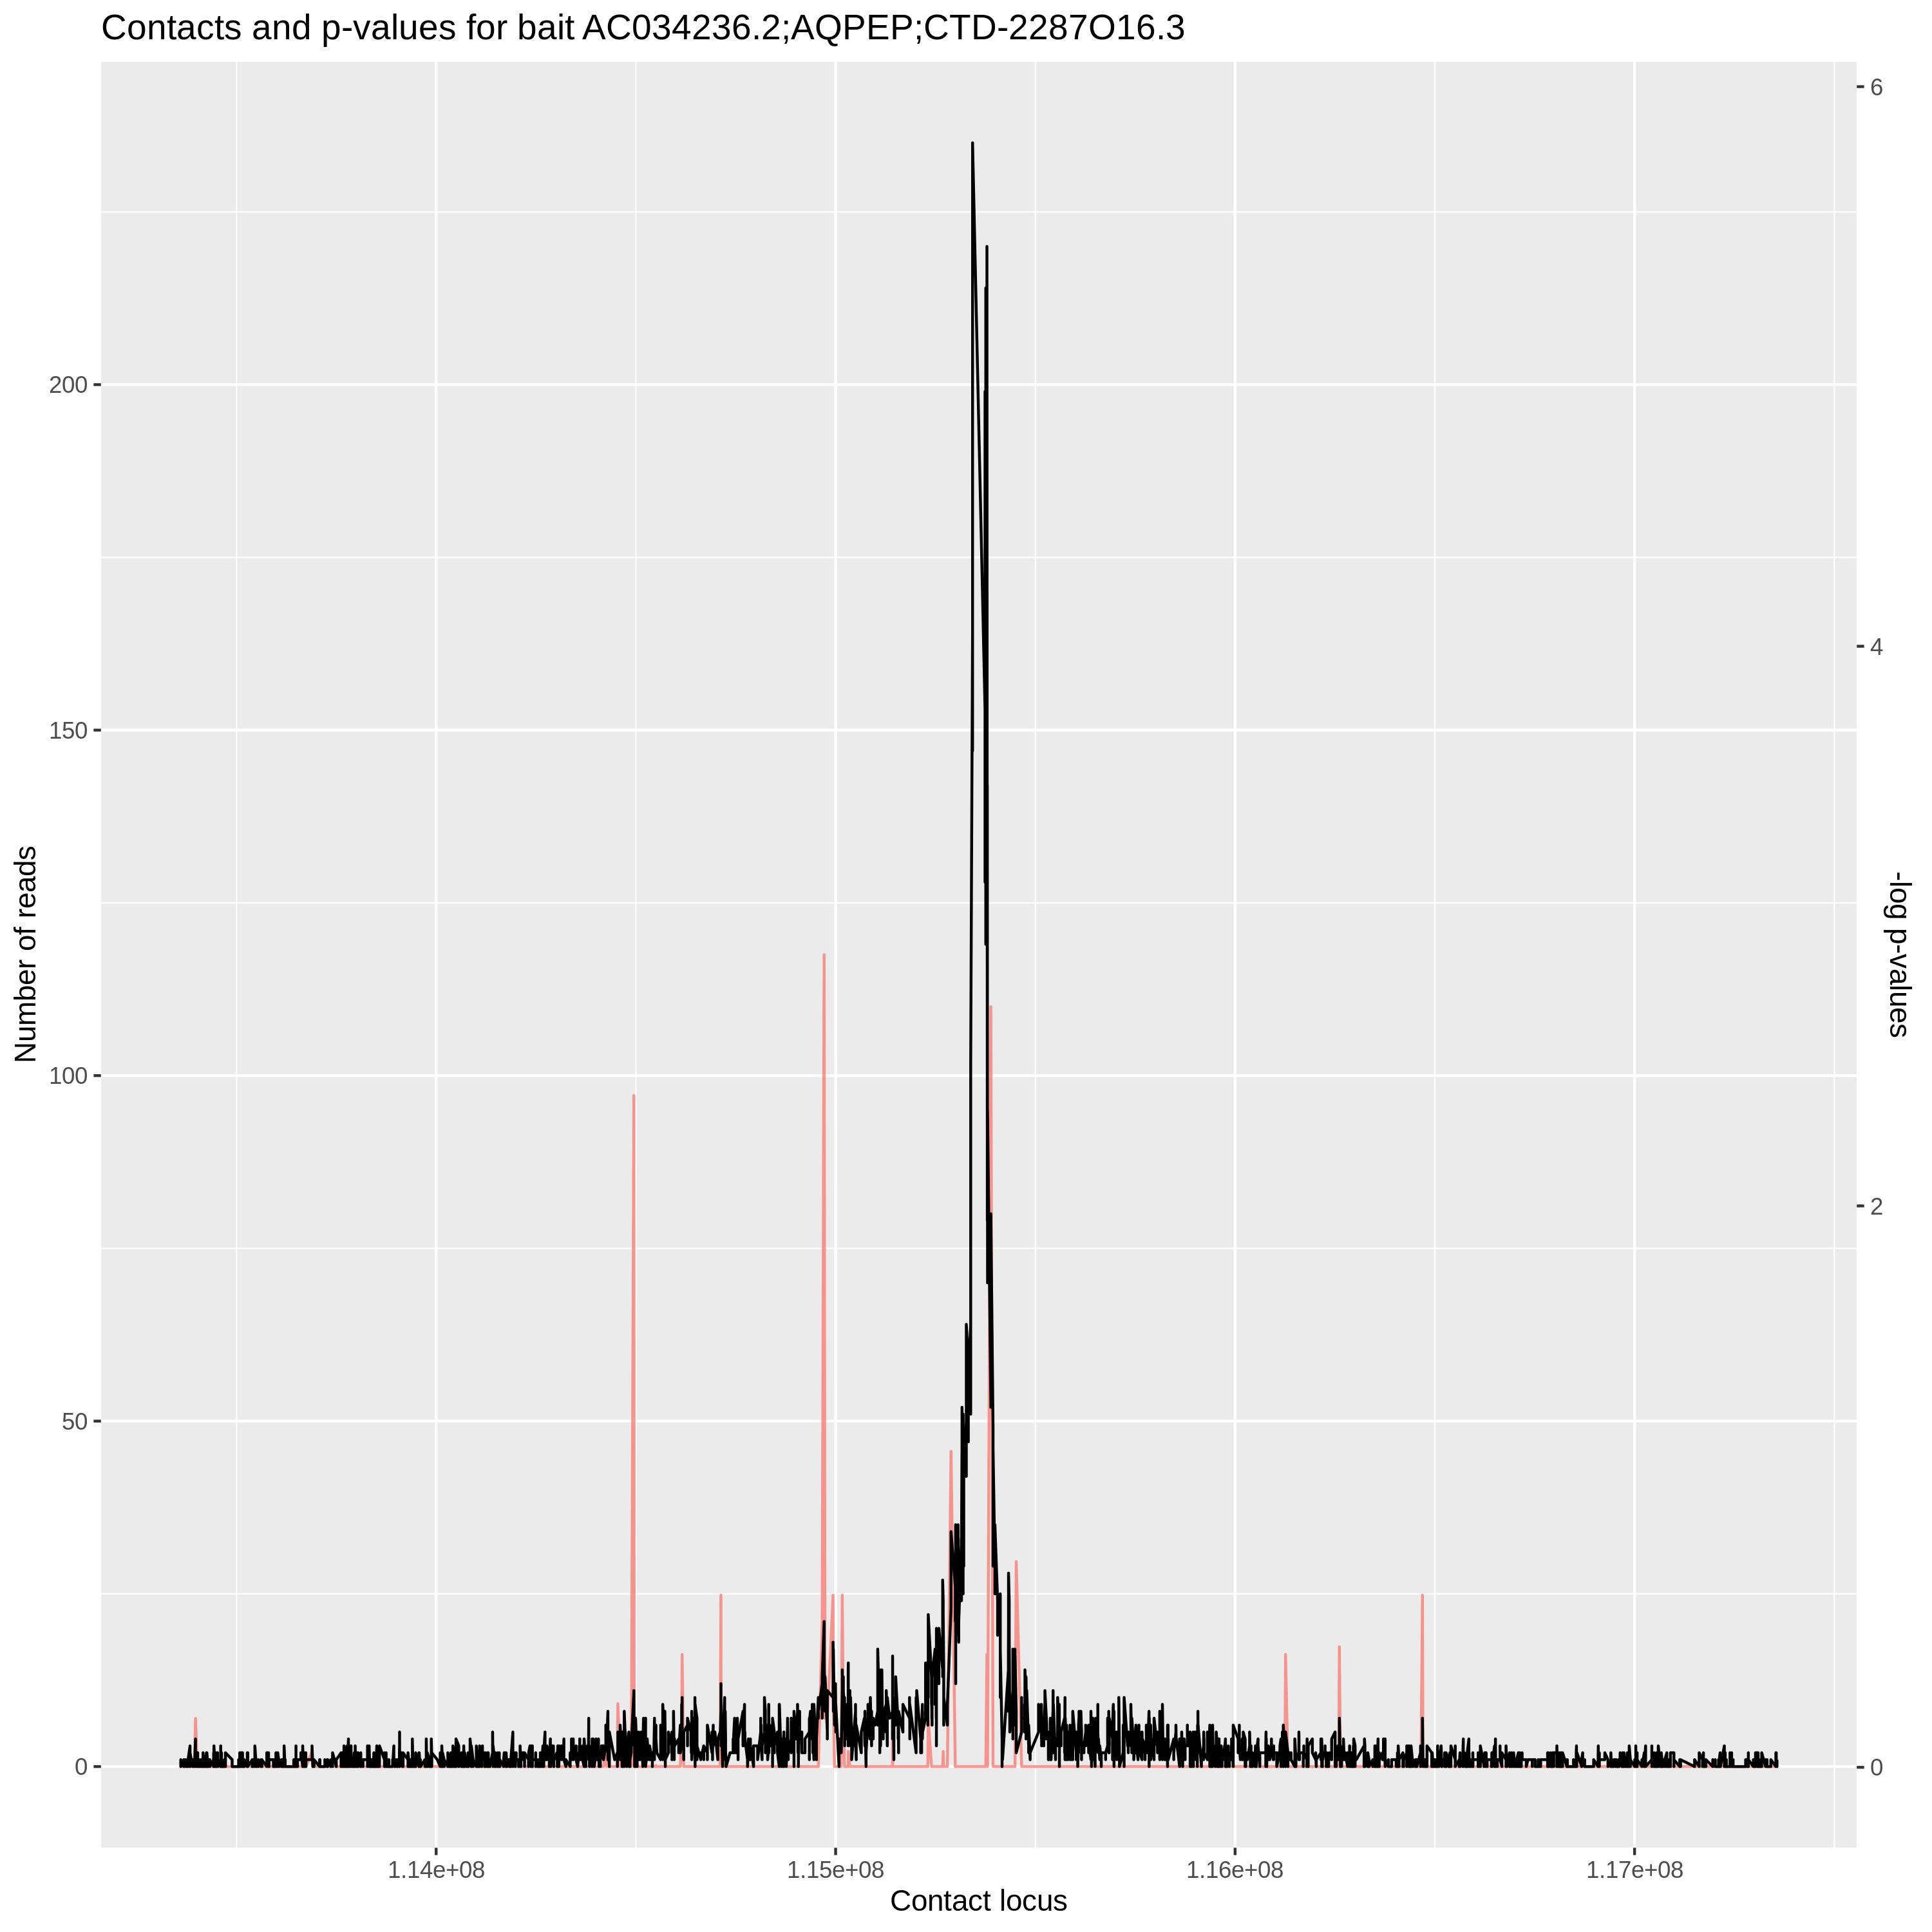 Contacts and p-values for bait AC034236.2;AQPEP;CTD-2287O16.3
6
200
4
150
Number of reads
-log p-values
100
2
50
0
0
1.14e+08
1.15e+08
1.16e+08
1.17e+08
Contact locus